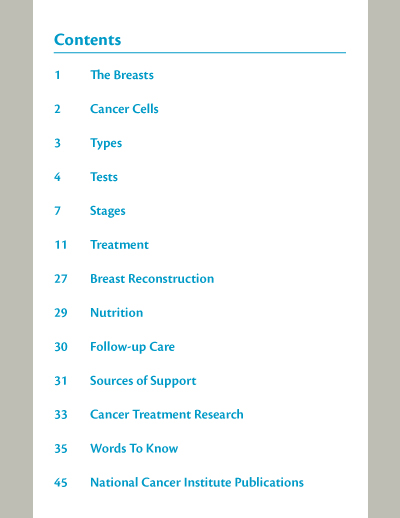 Contents
1 The Breasts
2 Cancer Cells
3 Types
4 Tests
7 Stages
11 Treatment
27 Breast Reconstruction
29 Nutrition
30 Follow-up Care
31 Sources of Support
33 Cancer Treatment Research
35 Words To Know
45 National Cancer Institute Publications